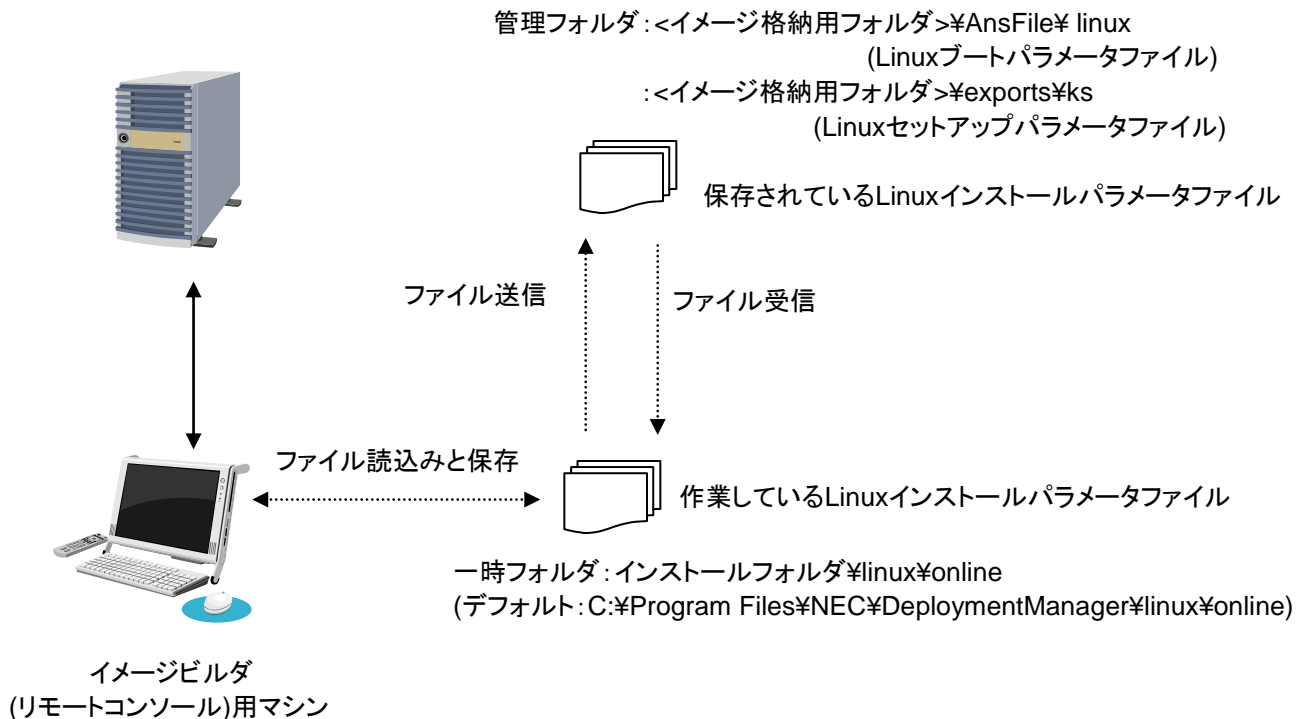 管理フォルダ:<イメージ格納用フォルダ>¥AnsFile¥ linux
(Linuxブートパラメータファイル)
:<イメージ格納用フォルダ>¥exports¥ks
(Linuxセットアップパラメータファイル)
保存されているLinuxインストールパラメータファイル
ファイル送信
ファイル受信
ファイル読込みと保存
作業しているLinuxインストールパラメータファイル
一時フォルダ:インストールフォルダ¥linux¥online
(デフォルト:C:¥Program Files¥NEC¥DeploymentManager¥linux¥online)
イメージビルダ
(リモートコンソール)用マシン